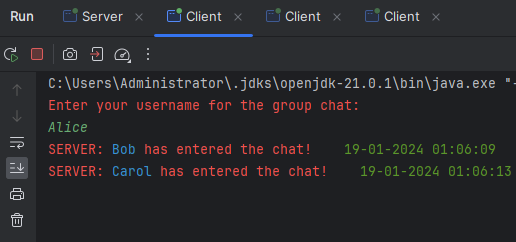 Run Server × Client × Client × Client ×
C:\Users\Administrator\.jdks\openjdk-21.0.1\bin\java.exe "-
Enter your username for the group chat:
Alice
SERVER: Bob has entered the chat! 19-01-2024 01:06:09
SERVER: Carol has entered the chat! 19-01-2024 01:06:13